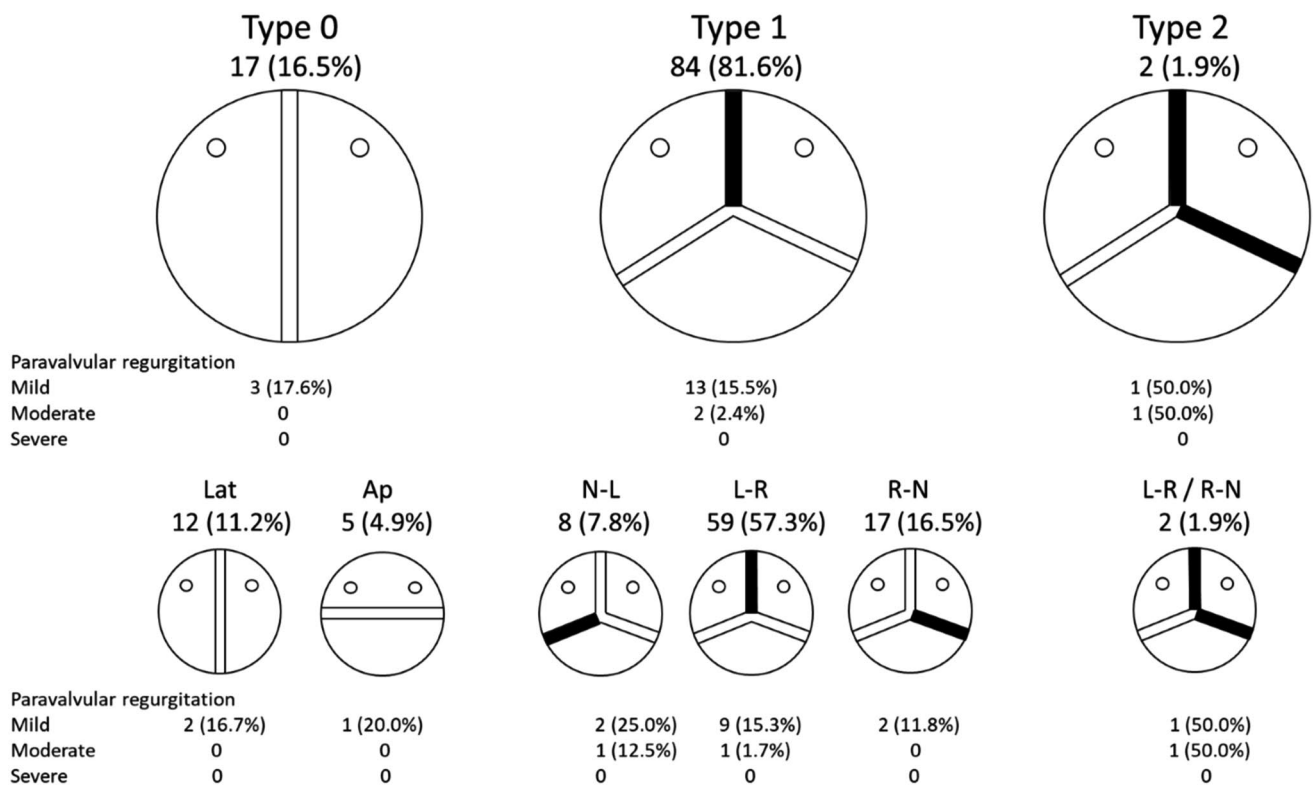 Type 0 Type 1 Type 2
17 (16.5%) 84 (81.6%) 2 (1.9%)
Paravalvular regurgitation
Mild 3 (17.6%) 13 (15.5%) 1 (50.0%)
Moderate 0 2 (2.4%) 1 (50.0%)
Severe 0 0 0
Lat Ap N-L L-R R-N L-R / R-N
12 (11.2%) 5 (4.9%) 8 (7.8%) 59 (57.3%) 17 (16.5%) 2 (1.9%)
Paravalvular regurgitation
Mild 2 (16.7%) 1 (20.0%) 2 (25.0%) 9 (15.3%) 2 (11.8%) 1 (50.0%)
Moderate 0 0 1 (12.5%) 1 (1.7%) 0 1 (50.0%)
Severe 0 0 0 0 0 0